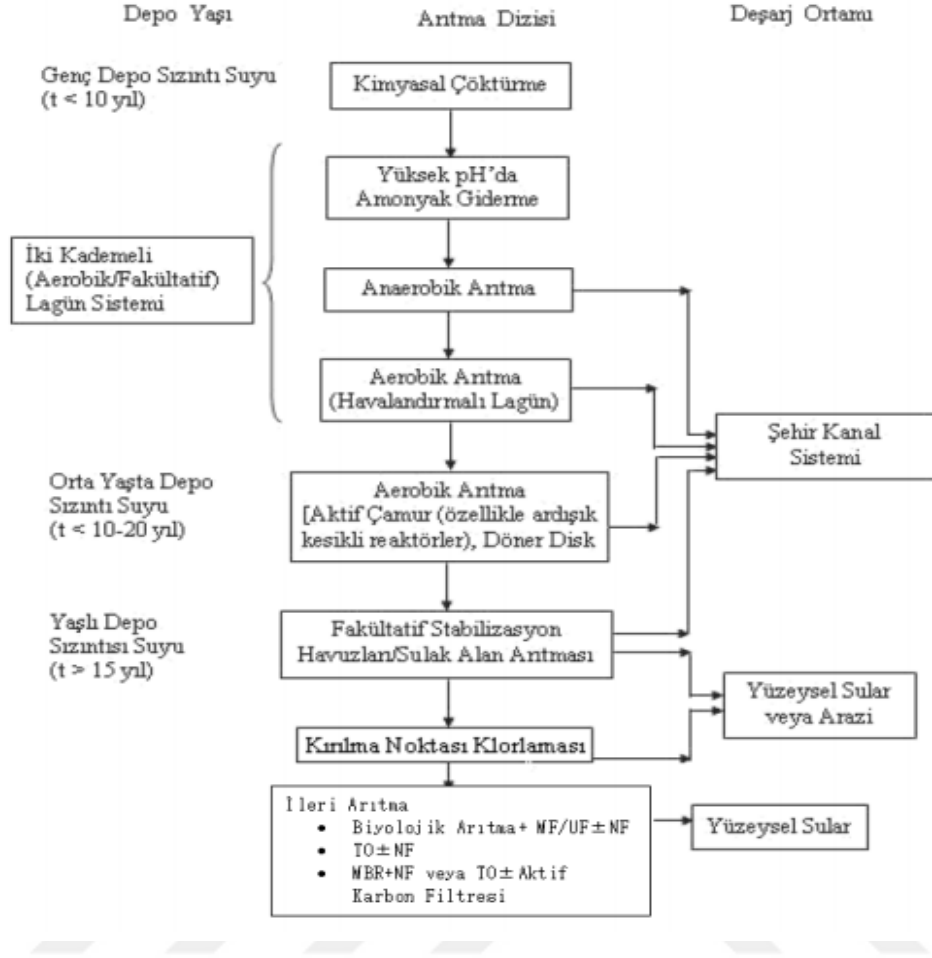 Depo Yaşı
Arıtma Dizisi
Deşarj Ortamı
Genç Depo Sızıntı Suyu
(t < 10 yıl)
Kimyasal Çöktürme
Yüksek pH'da
Amonyak Giderme
İki Kademeli
(Aerobik/Fakültatif)
Lagün Sistemi
Anaerobik Arıtma
Aerobik Arıtma
(Havalandırmalı Lagün)
Şehir Kanal
Sistemi
Orta Yaşta Depo
Sızıntı Suyu
(t < 10-20 yıl)
Aerobik Arıtma
[Aktif Çamur (özellikle ardışık
kesikli reaktörler), Döner Disk
Yaşlı Depo
Sızıntısı Suyu
(t > 15 yıl)
Fakültatif Stabilizasyon
Havuzları/Sulak Alan Arıtması
Yüzeysel Sular
veya Arazi
Kırılma Noktası Klorlaması
İleri Arıtma
• Biyolojik Arıtma+ MF/UF±NF
• TO±NF
• MBR+NF veya TO±Aktif
Karbon Filtresi
Yüzeysel Sular